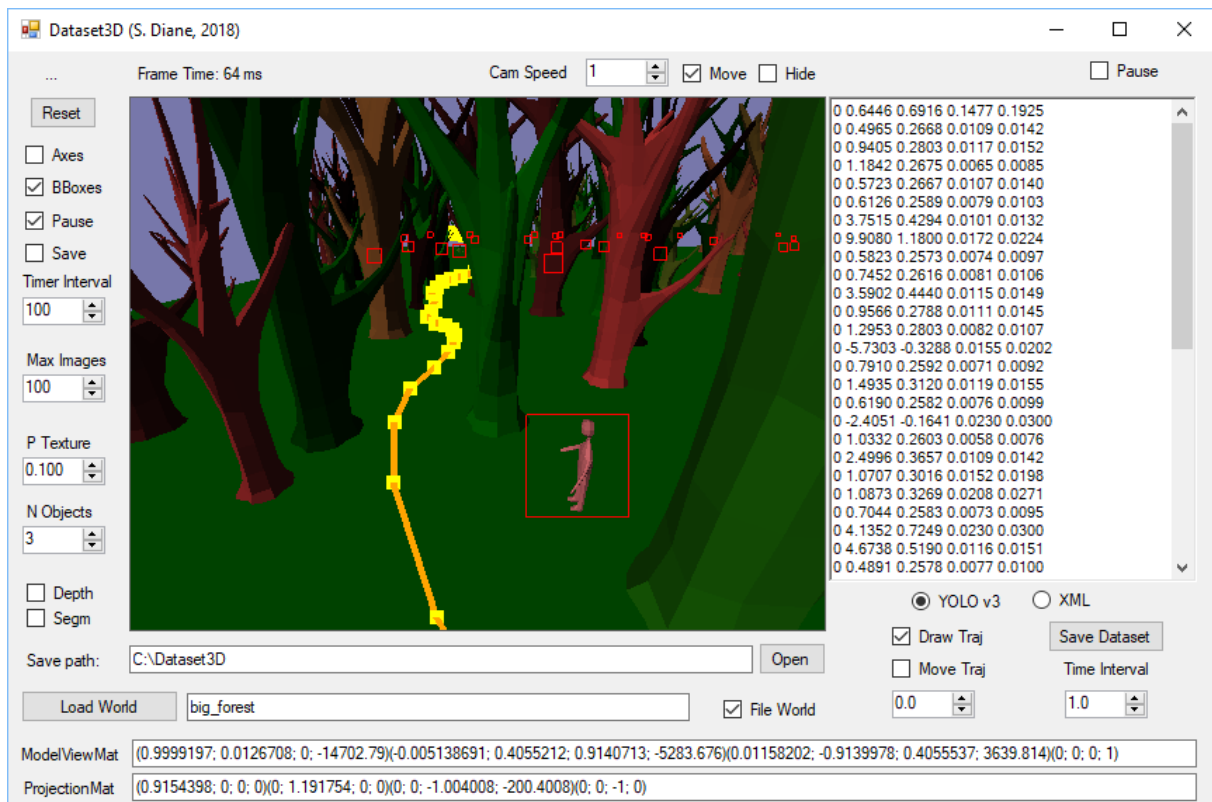 Dataset3D (S. Diane, 2018)
... Frame Time: 64 ms Cam Speed 1 Move Hide Pause
Reset
Axes
BBoxes
Pause
Save
Timer Interval
100
Max Images
100
P Texture
0.100
N Objects
3
Depth
Segm
0 0.6446 0.6916 0.1477 0.1925
0 0.4965 0.2668 0.0109 0.0142
0 0.9405 0.2803 0.0117 0.0152
0 1.1842 0.2675 0.0065 0.0085
0 0.5723 0.2667 0.0107 0.0140
0 0.6126 0.2589 0.0079 0.0103
0 3.7515 0.4294 0.0101 0.0132
0 9.9080 1.1800 0.0172 0.0224
0 0.5823 0.2573 0.0074 0.0097
0 0.7452 0.2616 0.0081 0.0106
0 3.5902 0.4440 0.0115 0.0149
0 0.9566 0.2788 0.0111 0.0145
0 1.2953 0.2803 0.0082 0.0107
0 -5.7303 -0.3288 0.0155 0.0202
0 0.7910 0.2592 0.0071 0.0092
0 1.4935 0.3120 0.0119 0.0155
0 0.6190 0.2582 0.0076 0.0099
0 -2.4051 -0.1641 0.0230 0.0300
0 1.0332 0.2603 0.0058 0.0076
0 2.4996 0.3657 0.0109 0.0142
0 1.0707 0.3016 0.0152 0.0198
0 1.0873 0.3269 0.0208 0.0271
0 0.7044 0.2583 0.0073 0.0095
0 4.1352 0.7249 0.0230 0.0300
0 4.6738 0.5190 0.0116 0.0151
0 0.4891 0.2578 0.0077 0.0100
YOLO v3 XML
Draw Traj Save Dataset
Move Traj Time Interval
0.0 1.0
Save path: C:\Dataset3D Open
Load World big_forest File World
ModelViewMat (0.9999197; 0.0126708; 0; -14702.79)(-0.005138691; 0.4055212; 0.9140713; -5283.676)(0.01158202; -0.9139978; 0.4055537; 3639.814)(0; 0; 0; 1)
ProjectionMat (0.9154398; 0; 0; 0)(0; 1.191754; 0; 0)(0; 0; -1.004008; -200.4008)(0; 0; -1; 0)